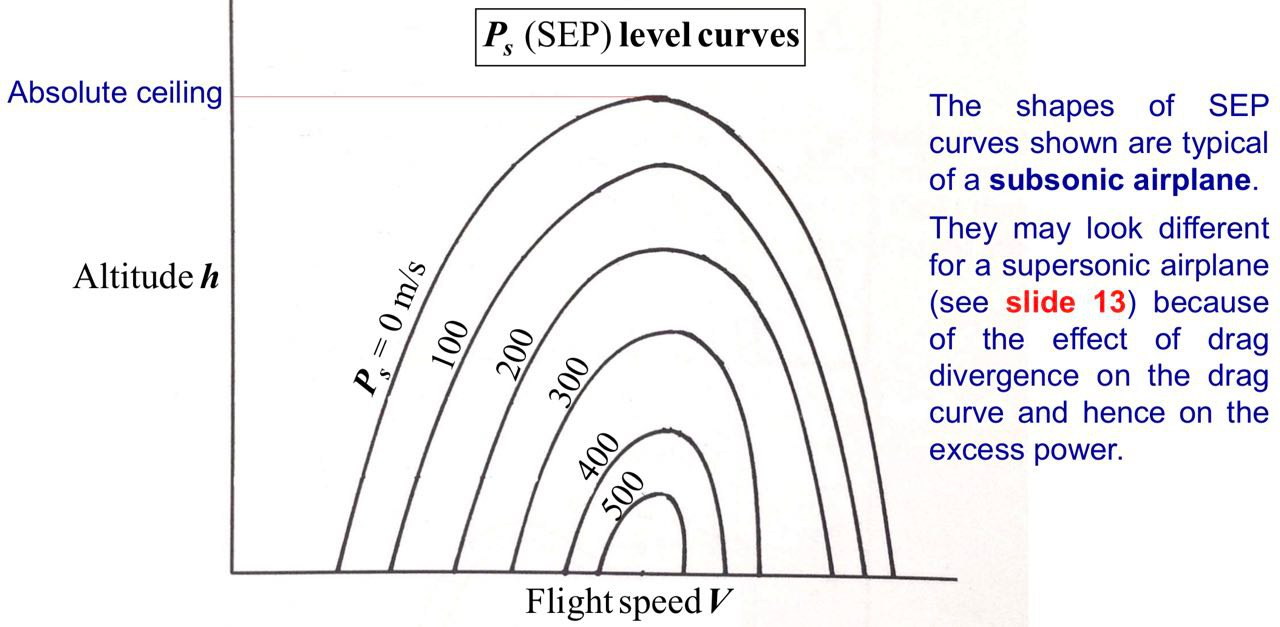 Pₛ (SEP) level curves
Absolute ceiling
Altitude h
Pₛ = 0 m/s
100
200
300
400
500
Flight speed V
The shapes of SEP
curves shown are typical
of a subsonic airplane.
They may look different
for a supersonic airplane
(see slide 13) because
of the effect of drag
divergence on the drag
curve and hence on the
excess power.